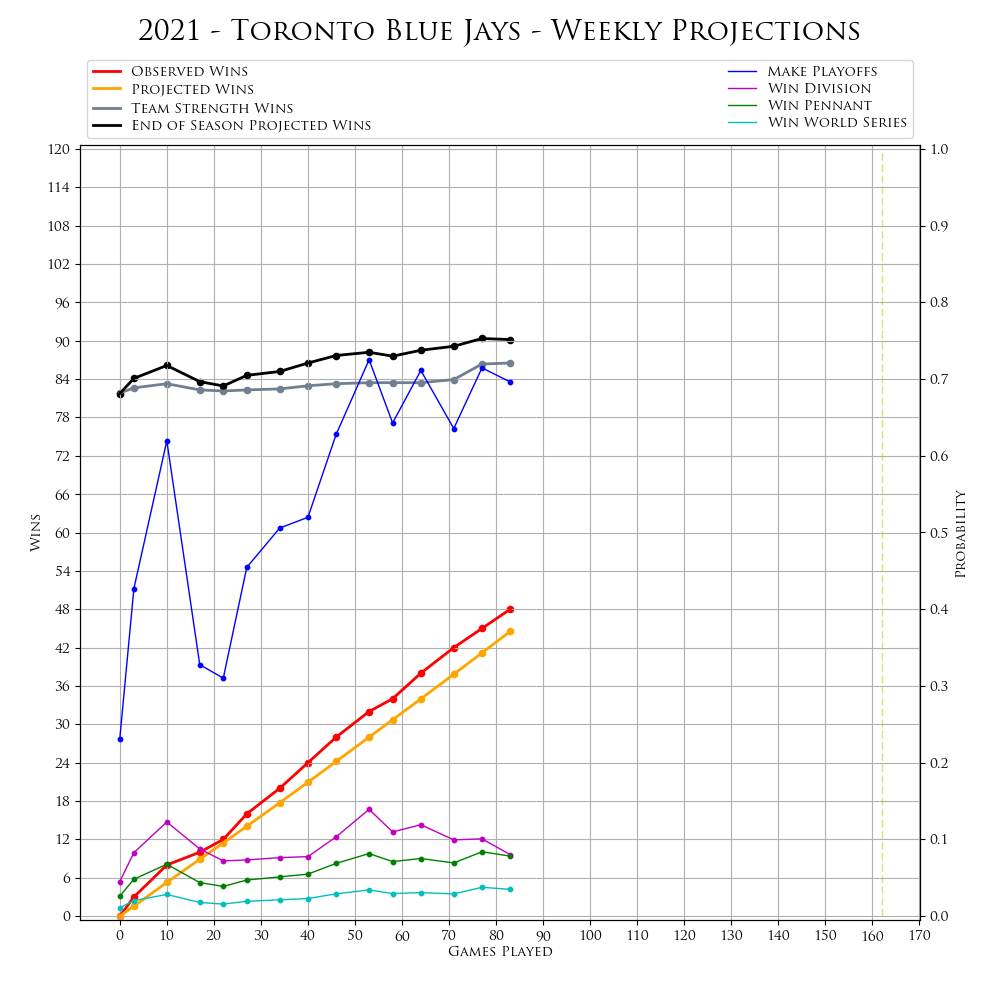 2021 - Toronto Blue Jays - Weekly Projections
Observed Wins
Projected Wins
Team Strength Wins
End of Season Projected Wins
Make Playoffs
Win Division
Win Pennant
Win World Series
120
114
108
102
96
90
84
78
72
66
60
54
48
42
36
30
24
18
12
6
0
Wins
1.0
0.9
0.8
0.7
0.6
0.5
0.4
0.3
0.2
0.1
0.0
Probability
0 10 20 30 40 50 60 70 80 90 100 110 120 130 140 150 160 170
Games Played